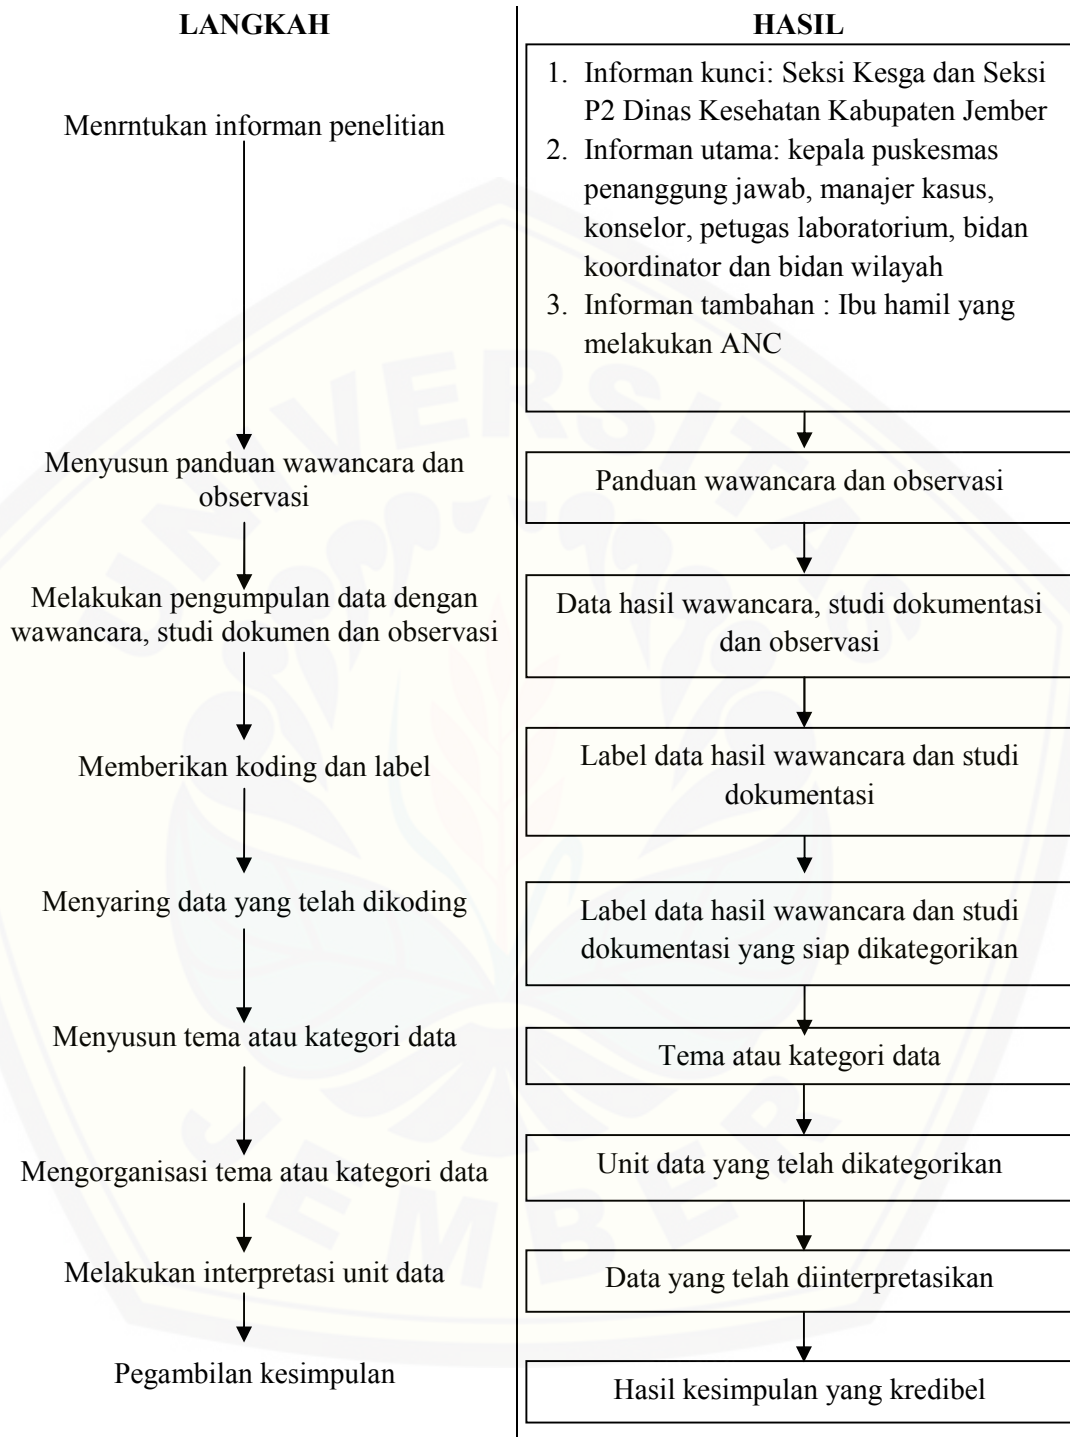 LANGKAH
HASIL
Menrntukan informan penelitian
1. Informan kunci: Seksi Kesga dan Seksi
P2 Dinas Kesehatan Kabupaten Jember
2. Informan utama: kepala puskesmas
penanggung jawab, manajer kasus,
konselor, petugas laboratorium, bidan
koordinator dan bidan wilayah
3. Informan tambahan : Ibu hamil yang
melakukan ANC
Menyusun panduan wawancara dan
observasi
Panduan wawancara dan observasi
Melakukan pengumpulan data dengan
wawancara, studi dokumen dan observasi
Data hasil wawancara, studi dokumentasi
dan observasi
Memberikan koding dan label
Label data hasil wawancara dan studi
dokumentasi
Menyaring data yang telah dikoding
Label data hasil wawancara dan studi
dokumentasi yang siap dikategorikan
Menyusun tema atau kategori data
Tema atau kategori data
Mengorganisasi tema atau kategori data
Unit data yang telah dikategorikan
Melakukan interpretasi unit data
Data yang telah diinterpretasikan
Pegambilan kesimpulan
Hasil kesimpulan yang kredibel
UNIVERSITAS
JEMBER